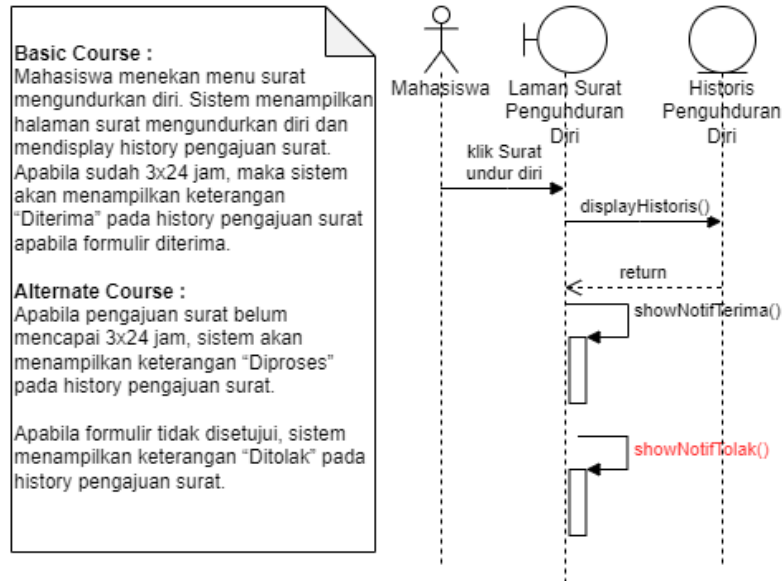 Basic Course :
Mahasiswa menekan menu surat
mengundurkan diri. Sistem menampilkan
halaman surat mengundurkan diri dan
mendisplay history pengajuan surat.
Apabila sudah 3x24 jam, maka sistem
akan menampilkan keterangan
“Diterima” pada history pengajuan surat
apabila formulir diterima.
Alternate Course :
Apabila pengajuan surat belum
mencapai 3x24 jam, sistem akan
menampilkan keterangan “Diproses”
pada history pengajuan surat.
Apabila formulir tidak disetujui, sistem
menampilkan keterangan “Ditolak” pada
history pengajuan surat.
Mahasiswa
Laman Surat
Pengunduran
Diri
Historis
Pengunduran
Diri
klik Surat
undur diri
displayHistoris()
return
showNotifTerima()
showNotifTolak()